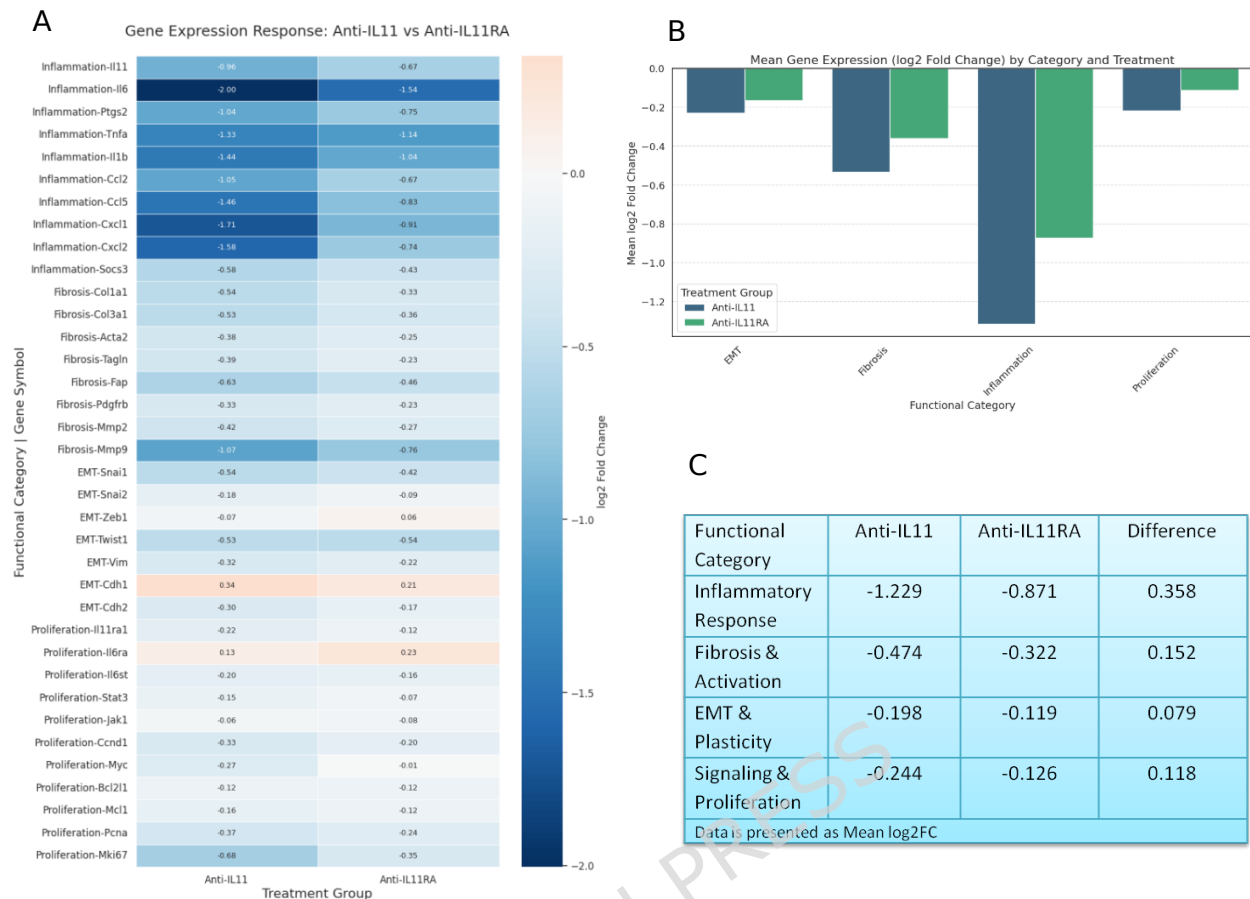 A
Gene Expression Response: Anti-IL11 vs Anti-IL11RA
Functional Category | Gene Symbol
Inflammation-Il11 -0.96 -0.67
Inflammation-Il6 -2.00 -1.54
Inflammation-Ptgs2 -1.04 -0.75
Inflammation-Tnfa -1.33 -1.14
Inflammation-Il1b -1.44 -1.04
Inflammation-Ccl2 -1.05 -0.67
Inflammation-Ccl5 -1.46 -0.83
Inflammation-Cxcl1 -1.71 -0.91
Inflammation-Cxcl2 -1.58 -0.74
Inflammation-Socs3 -0.58 -0.43
Fibrosis-Col1a1 -0.54 -0.33
Fibrosis-Col3a1 -0.53 -0.36
Fibrosis-Acta2 -0.38 -0.25
Fibrosis-Tagln -0.39 -0.23
Fibrosis-Fap -0.63 -0.46
Fibrosis-Pdgfrb -0.33 -0.23
Fibrosis-Mmp2 -0.42 -0.27
Fibrosis-Mmp9 -1.07 -0.76
EMT-Snai1 -0.54 -0.42
EMT-Snai2 -0.18 -0.09
EMT-Zeb1 -0.07 0.06
EMT-Twist1 -0.53 -0.54
EMT-Vim -0.32 -0.22
EMT-Cdh1 0.34 0.21
EMT-Cdh2 -0.30 -0.17
Proliferation-Il11ra1 -0.22 -0.12
Proliferation-Il6ra 0.13 0.23
Proliferation-Il6st -0.20 -0.16
Proliferation-Stat3 -0.15 -0.07
Proliferation-Jak1 -0.06 -0.08
Proliferation-Ccnd1 -0.33 -0.20
Proliferation-Myc -0.27 -0.01
Proliferation-Bcl2l1 -0.12 -0.12
Proliferation-Mcl1 -0.16 -0.12
Proliferation-Pcna -0.37 -0.24
Proliferation-Mki67 -0.68 -0.35
Anti-IL11 Anti-IL11RA
Treatment Group
0.0
−0.5
−1.0
−1.5
−2.0
log2 Fold Change
B
Mean Gene Expression (log2 Fold Change) by Category and Treatment
Mean log2 Fold Change
0.0
−0.2
−0.4
−0.6
−0.8
−1.0
−1.2
Treatment Group
Anti-IL11
Anti-IL11RA
EMT
Fibrosis
Inflammation
Proliferation
Functional Category
C
Functional Anti-IL11 Anti-IL11RA Difference
Category
Inflammatory -1.229 -0.871 0.358
Response
Fibrosis & -0.474 -0.322 0.152
Activation
EMT & -0.198 -0.119 0.079
Plasticity
Signaling & -0.244 -0.126 0.118
Proliferation
Data is presented as Mean log2FC
PRESS